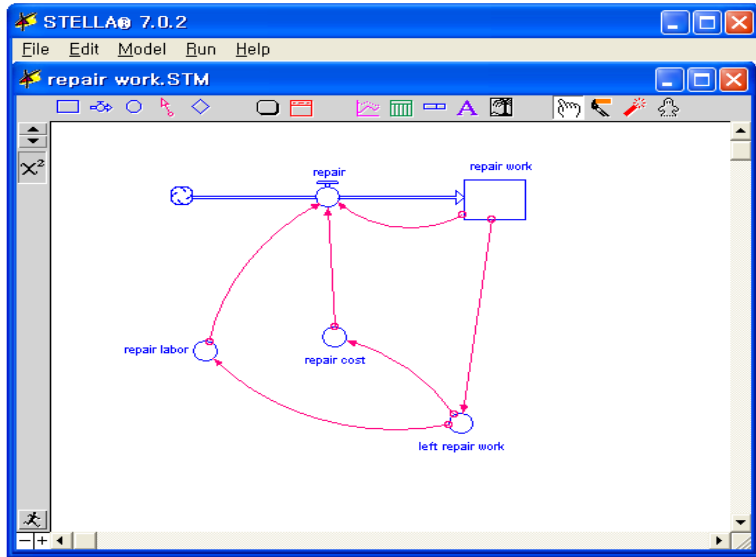 STELLA® 7.0.2
File Edit Model Run Help
repair work.STM
A
X²
repair
repair work
repair labor
repair cost
left repair work